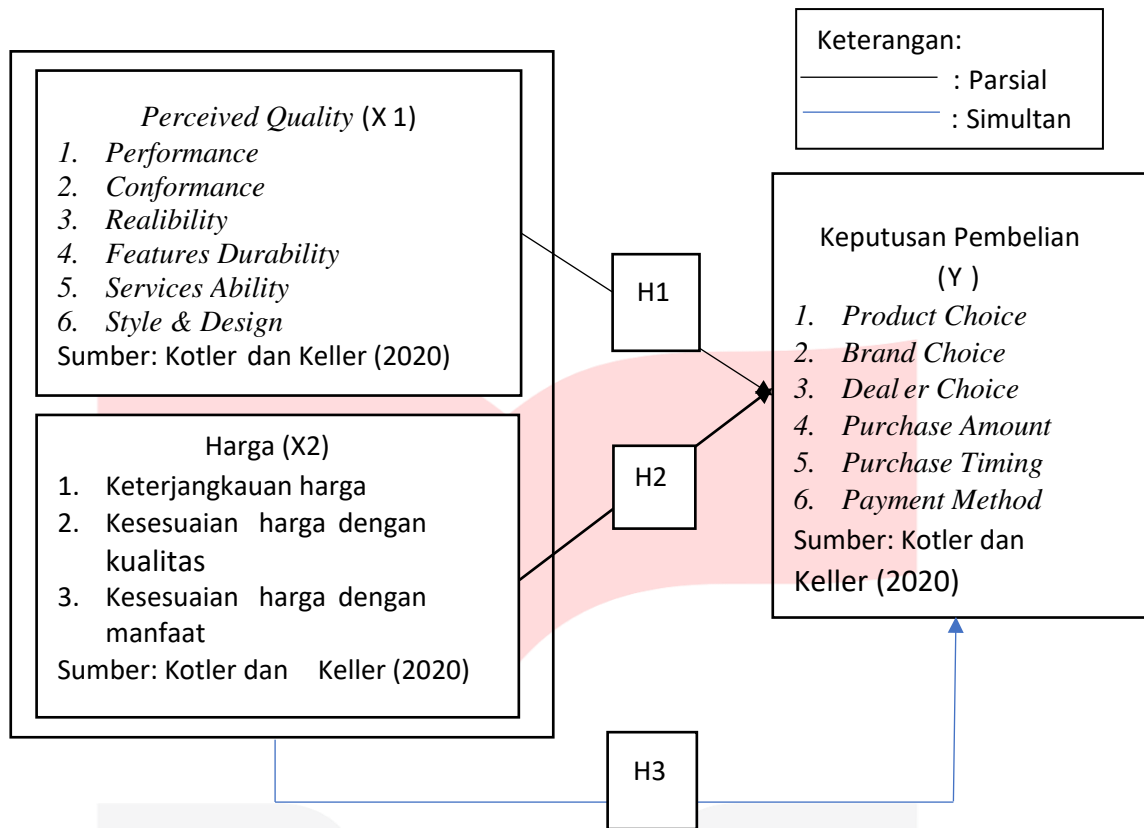 Keterangan:
: Parsial
: Simultan
Perceived Quality (X 1)
1. Performance
2. Conformance
3. Realibility
4. Features Durability
5. Services Ability
6. Style & Design
Sumber: Kotler dan Keller (2020)
Harga (X2)
1. Keterjangkauan harga
2. Kesesuaian harga dengan
kualitas
3. Kesesuaian harga dengan
manfaat
Sumber: Kotler dan Keller (2020)
H1
H2
H3
Keputusan Pembelian
(Y )
1. Product Choice
2. Brand Choice
3. Deal er Choice
4. Purchase Amount
5. Purchase Timing
6. Payment Method
Sumber: Kotler dan
Keller (2020)